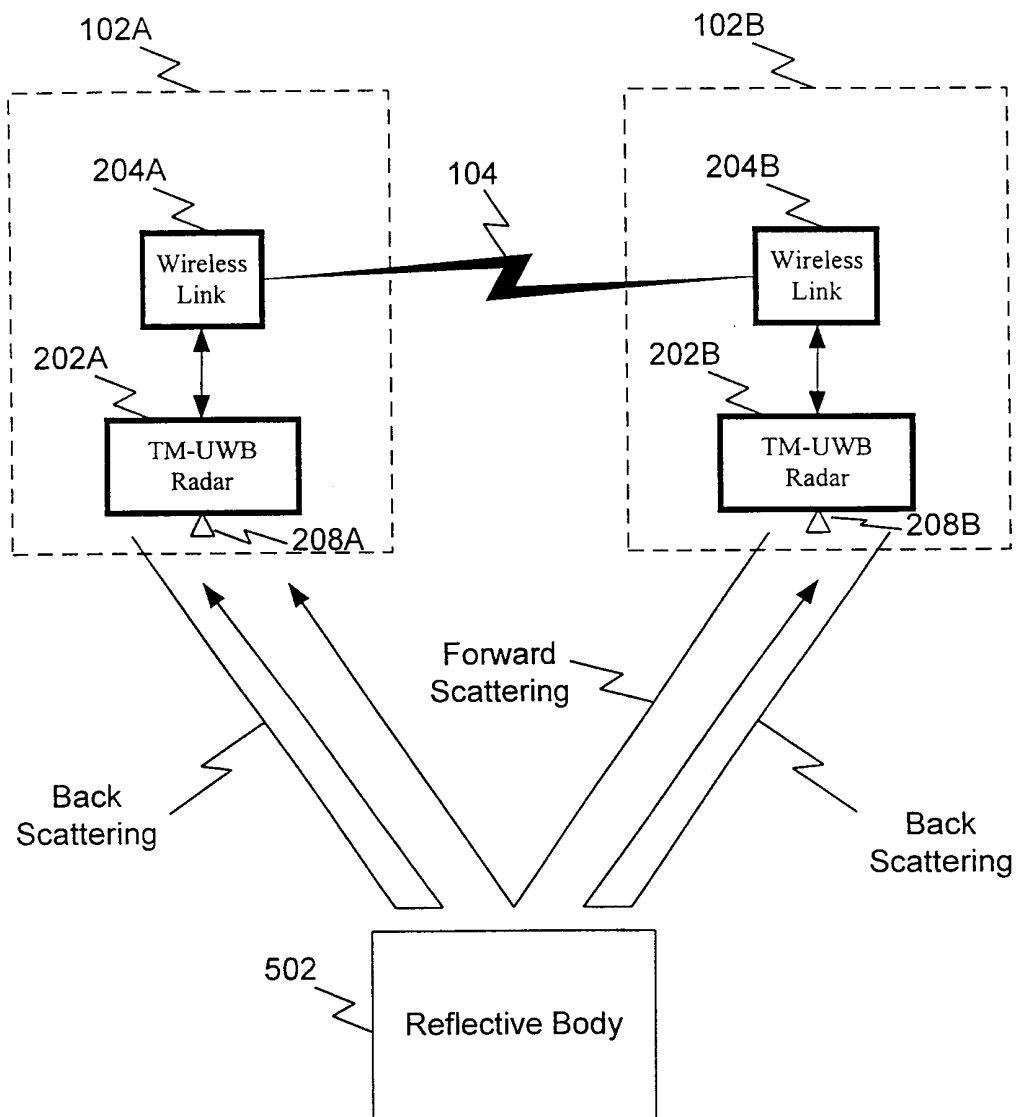 102A
102B
204A
104
204B
Wireless
Link
Wireless
Link
202A
202B
TM-UWB
Radar
TM-UWB
Radar
208A
208B
Forward
Scattering
Back
Scattering
Back
Scattering
502
Reflective Body